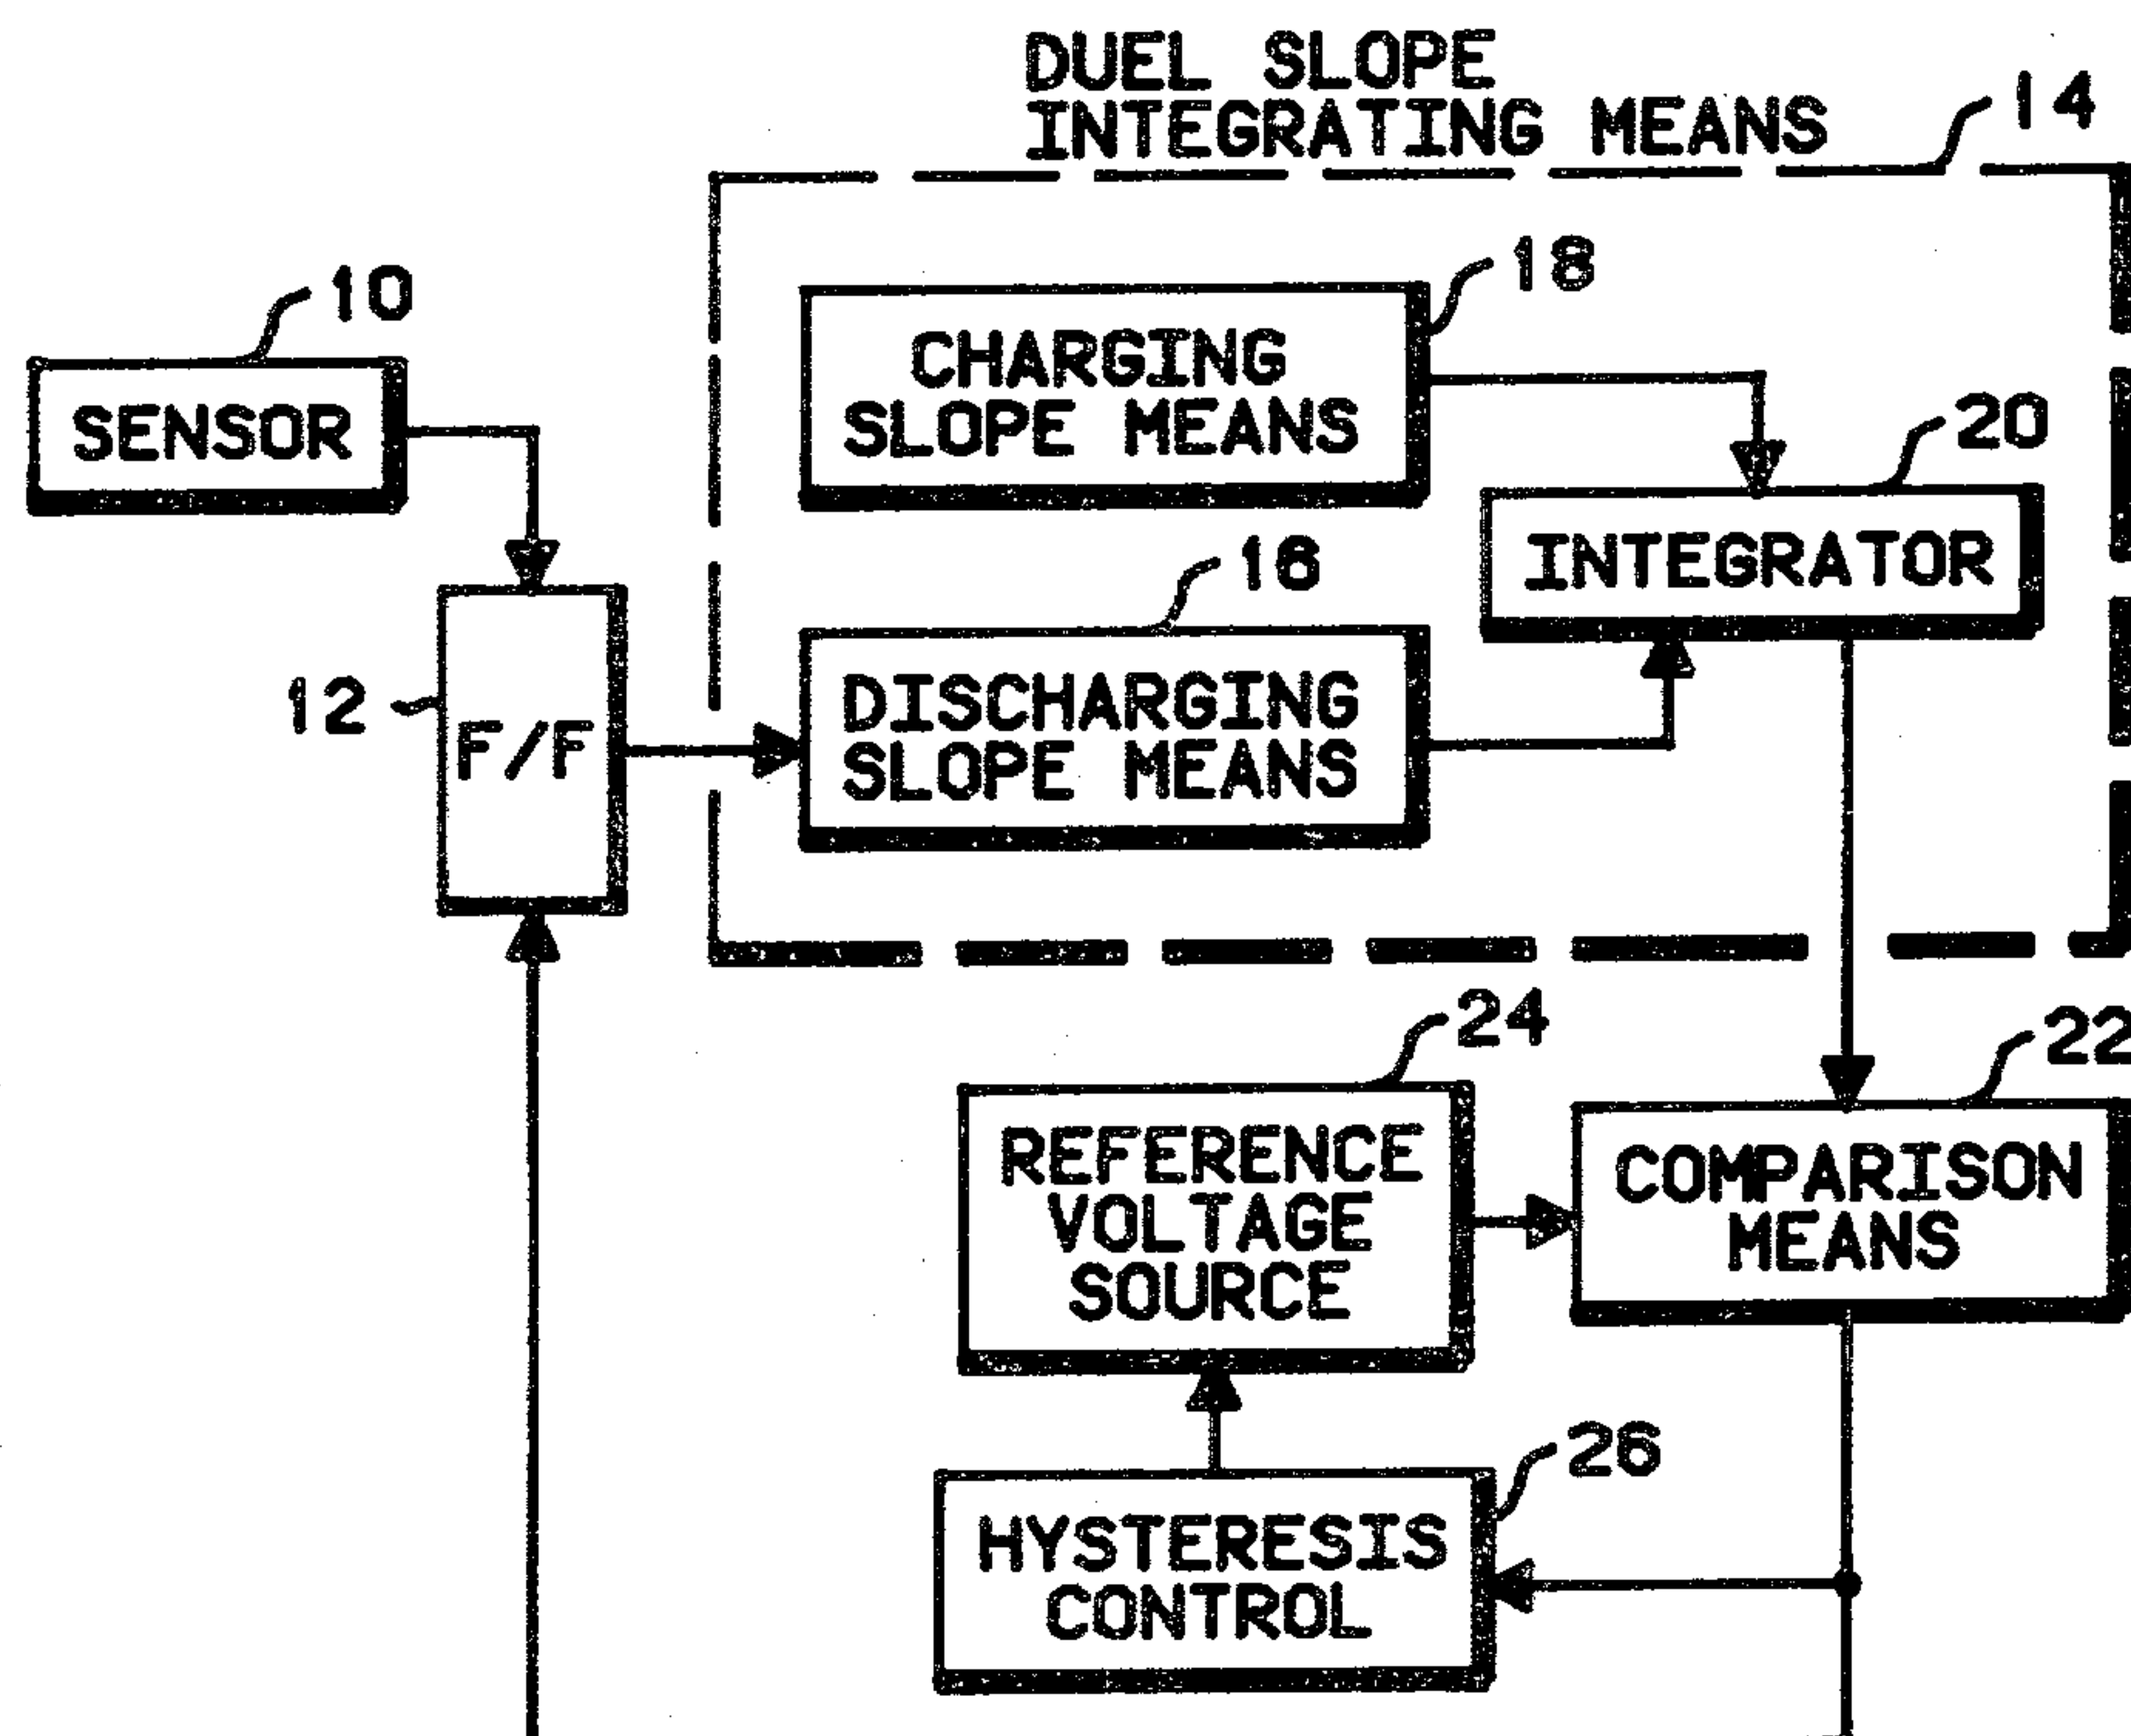 DUEL SLOPE
INTEGRATING MEANS
14
10
SENSOR
18
CHARGING
SLOPE MEANS
20
INTEGRATOR
16
DISCHARGING
SLOPE MEANS
12
F/F
24
REFERENCE
VOLTAGE
SOURCE
22
COMPARISON
MEANS
26
HYSTERESIS
CONTROL